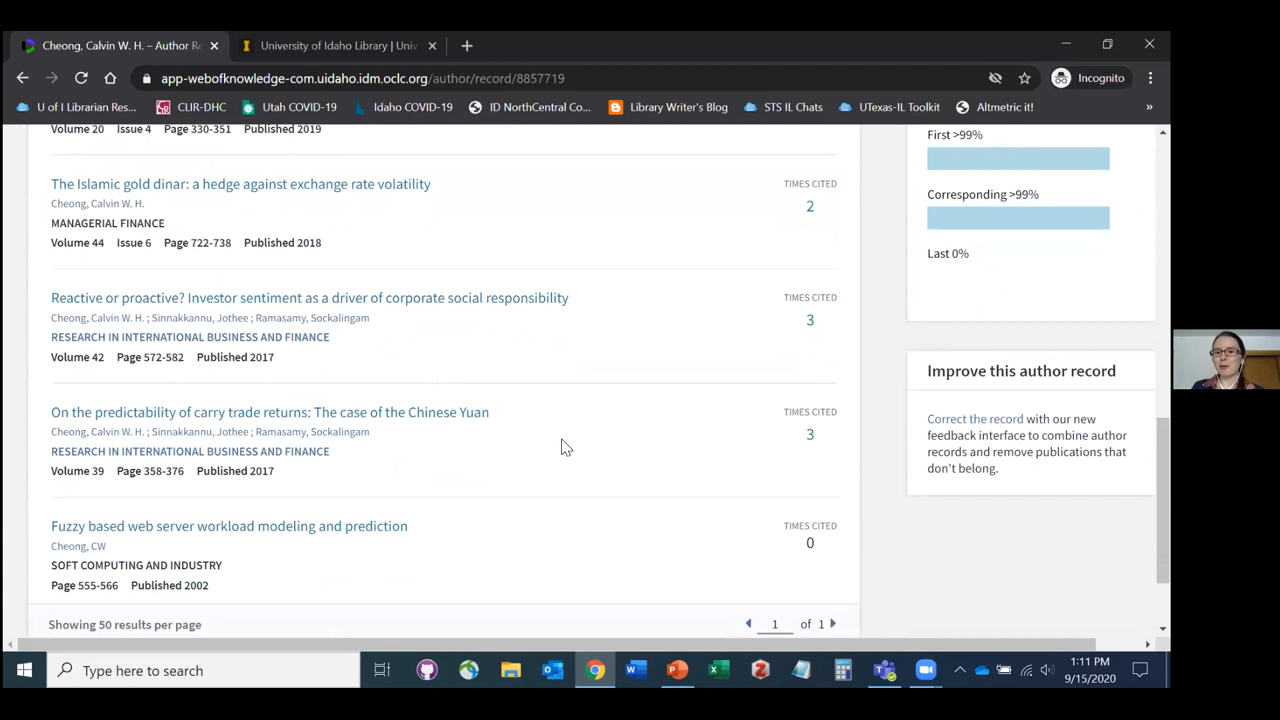 Cheong, Calvin W. H. – Author Re
University of Idaho Library | Univ
app-webofknowledge-com.uidaho.idm.oclc.org/author/record/8857719
Incognito
U of I Librarian Res...
CLIR-DHC
Utah COVID-19
Idaho COVID-19
ID NorthCentral Co...
Library Writer's Blog
STS IL Chats
UTexas-IL Toolkit
Altmetric it!
»
Volume 20 Issue 4 Page 330-351 Published 2019
The Islamic gold dinar: a hedge against exchange rate volatility
Cheong, Calvin W. H.
MANAGERIAL FINANCE
Volume 44 Issue 6 Page 722-738 Published 2018
TIMES CITED
2
Reactive or proactive? Investor sentiment as a driver of corporate social responsibility
Cheong, Calvin W. H. ; Sinnakkannu, Jothee ; Ramasamy, Sockalingam
RESEARCH IN INTERNATIONAL BUSINESS AND FINANCE
Volume 42 Page 572-582 Published 2017
TIMES CITED
3
On the predictability of carry trade returns: The case of the Chinese Yuan
Cheong, Calvin W. H. ; Sinnakkannu, Jothee ; Ramasamy, Sockalingam
RESEARCH IN INTERNATIONAL BUSINESS AND FINANCE
Volume 39 Page 358-376 Published 2017
TIMES CITED
3
Fuzzy based web server workload modeling and prediction
Cheong, CW
SOFT COMPUTING AND INDUSTRY
Page 555-566 Published 2002
TIMES CITED
0
Showing 50 results per page
1 of 1
First >99%
Corresponding >99%
Last 0%
Improve this author record
Correct the record with our new
feedback interface to combine author
records and remove publications that
don't belong.
Type here to search
1:11 PM
9/15/2020